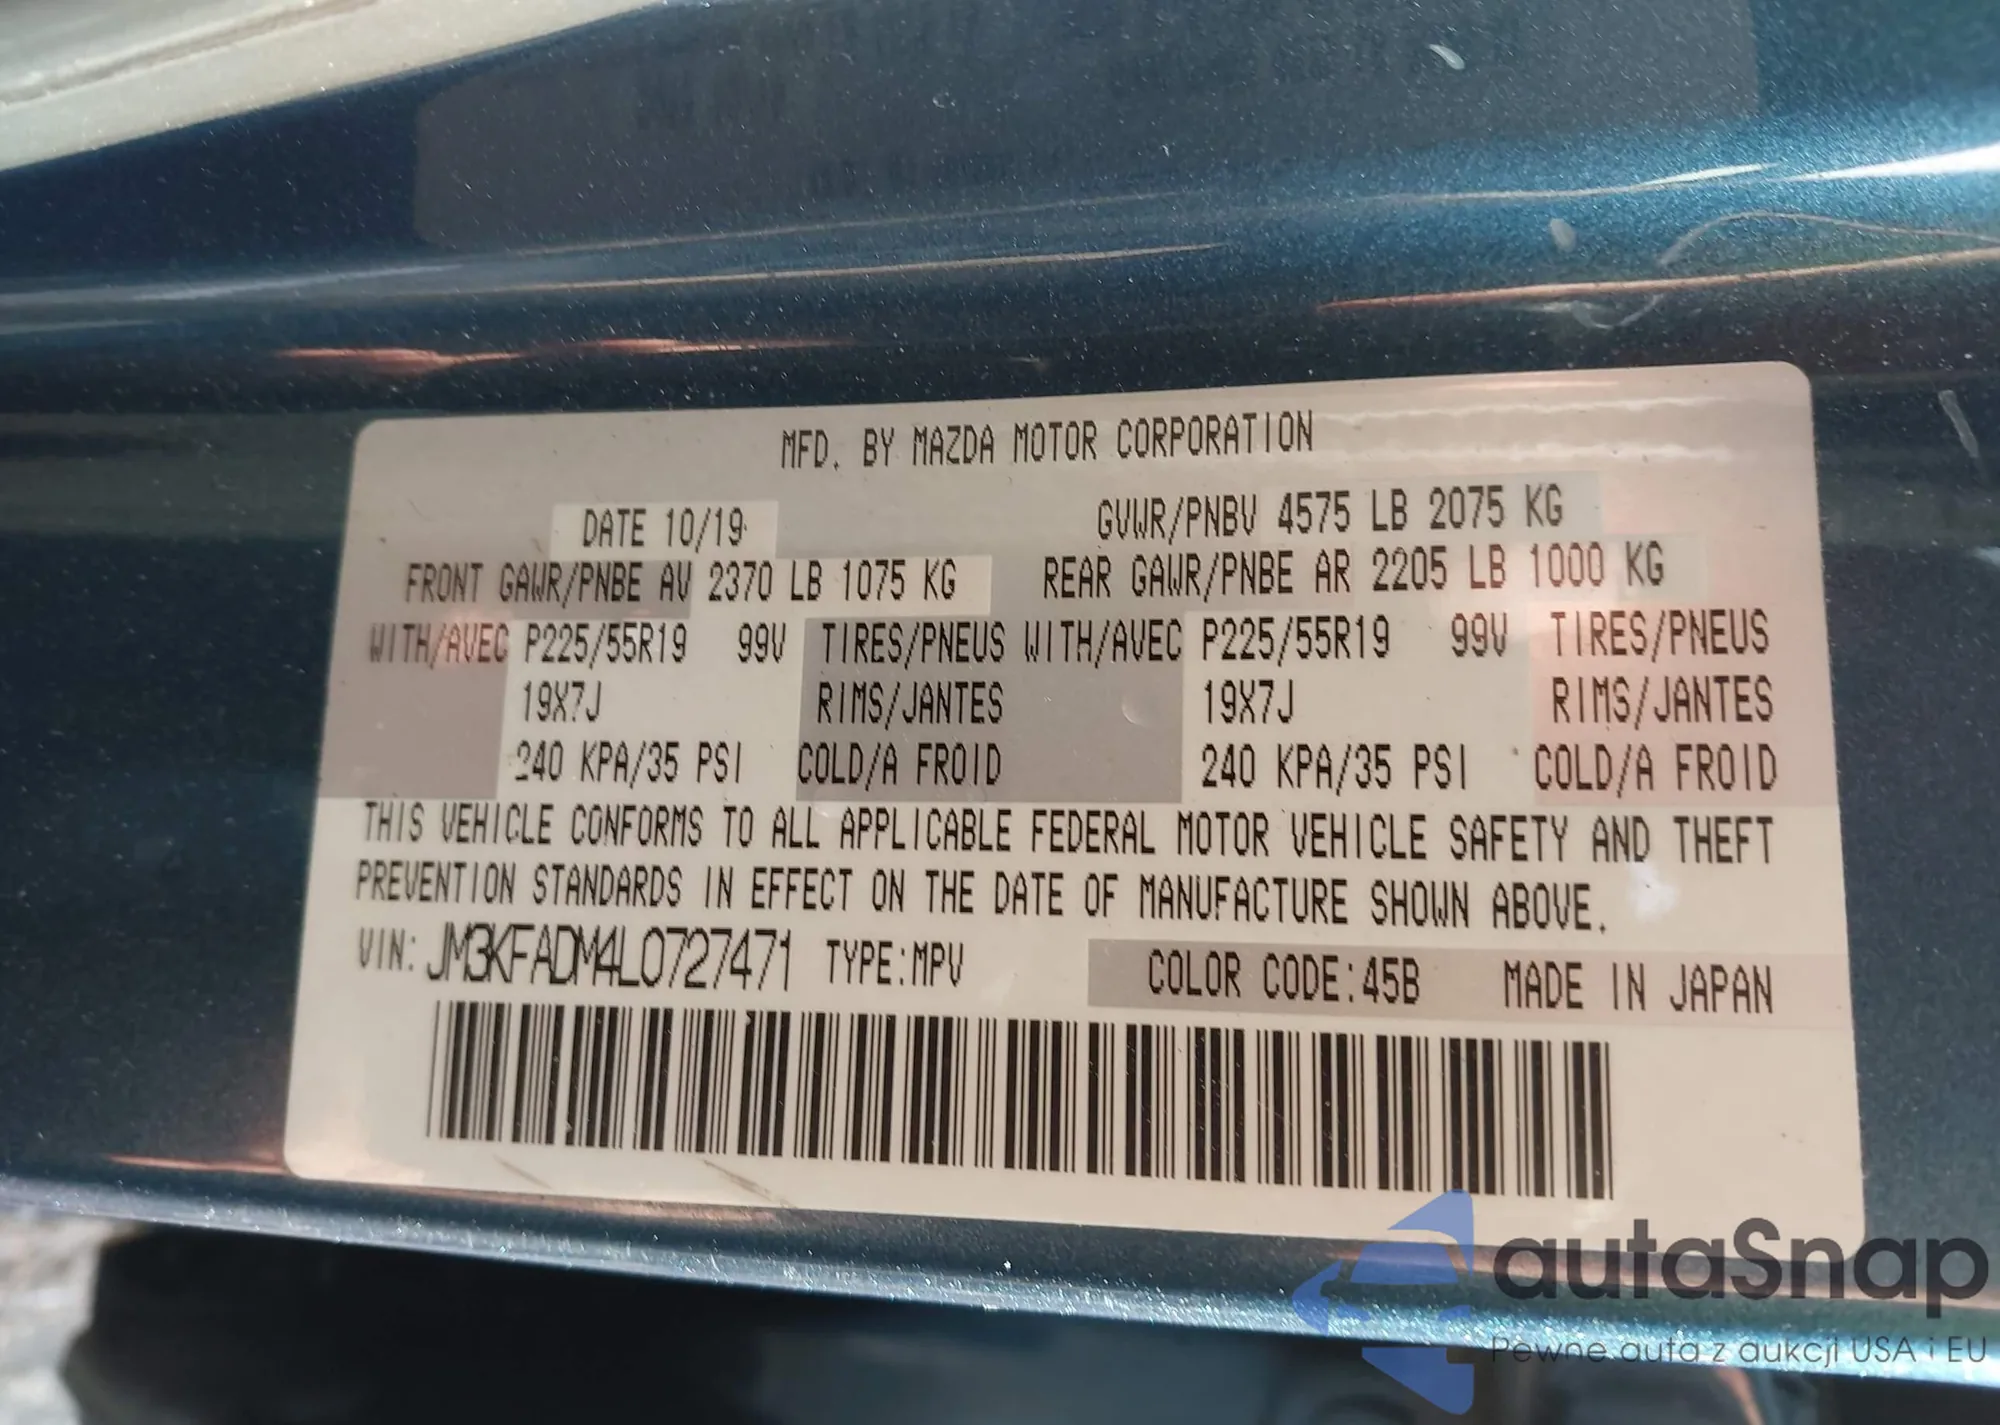 MFD. BY MAZDA MOTOR CORPORATION
DATE 10/19 GVWR/PNBV 4575 LB 2075 KG
FRONT GAWR/PNBE AV 2370 LB 1075 KG REAR GAWR/PNBE AR 2205 LB 1000 KG
WITH/AVEC P225/55R19 99V TIRES/PNEUS WITH/AVEC P225/55R19 99V TIRES/PNEUS
19X7J RIMS/JANTES 19X7J RIMS/JANTES
240 KPA/35 PSI COLD/A FROID 240 KPA/35 PSI COLD/A FROID
THIS VEHICLE CONFORMS TO ALL APPLICABLE FEDERAL MOTOR VEHICLE SAFETY AND THEFT
PREVENTION STANDARDS IN EFFECT ON THE DATE OF MANUFACTURE SHOWN ABOVE.
VIN: JM3KFADM4L0727471 TYPE:MPV COLOR CODE:45B MADE IN JAPAN
autaSnap
Pewne auta z aukcji USA i EU